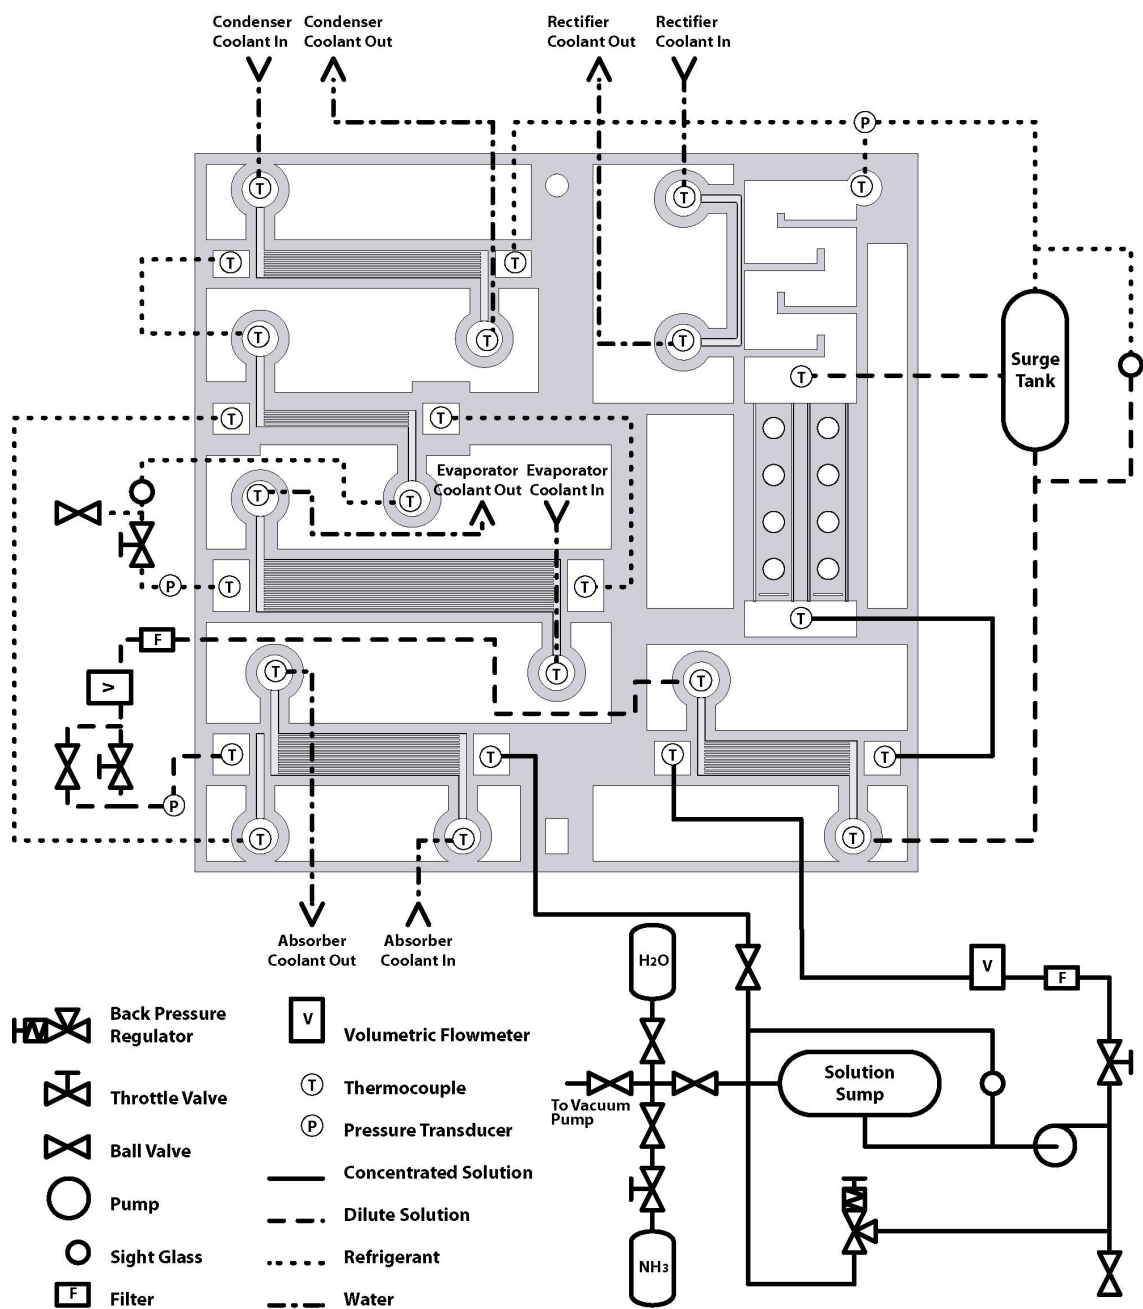 Condenser
Coolant In
Condenser
Coolant Out
Rectifier
Coolant Out
Rectifier
Coolant In
P
T
T
T
T
T
T
T
T
T
Surge
Tank
T
T
T
Evaporator
Coolant Out
Evaporator
Coolant In
T
T
P
T
T
T
F
T
T
T
V
T
T
T
T
P
T
T
T
Absorber
Coolant Out
Absorber
Coolant In
H2O
V
F
To Vacuum
Pump
Solution
Sump
NH3
Back Pressure
Regulator
Throttle Valve
Ball Valve
Pump
Sight Glass
F
Filter
V
Volumetric Flowmeter
T
Thermocouple
P
Pressure Transducer
Concentrated Solution
Dilute Solution
Refrigerant
Water